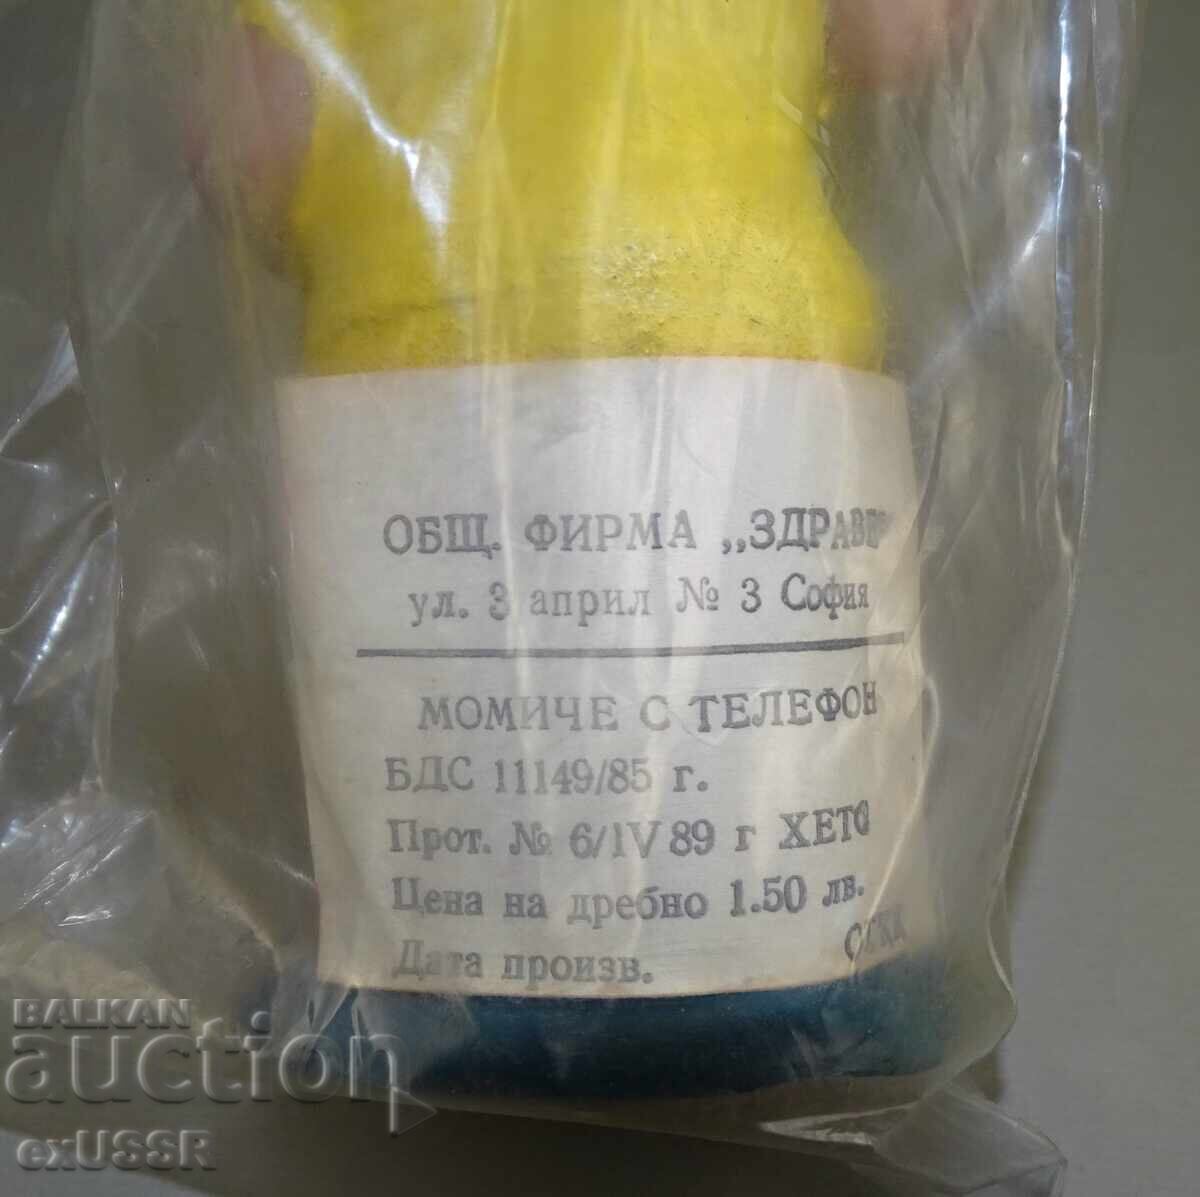 ОБЩ. ФИРМА „ЗДРАВЕ
ул. 3 април № 3 София
МОМИЧЕ С ТЕЛЕФОН
БДС 11149/85 г.
Прот. № 6/IV 89 г ХЕТО
Цена на дребно 1.50 лв.
Дата произв. ОТКК
BALKAN
auction
exUSSR